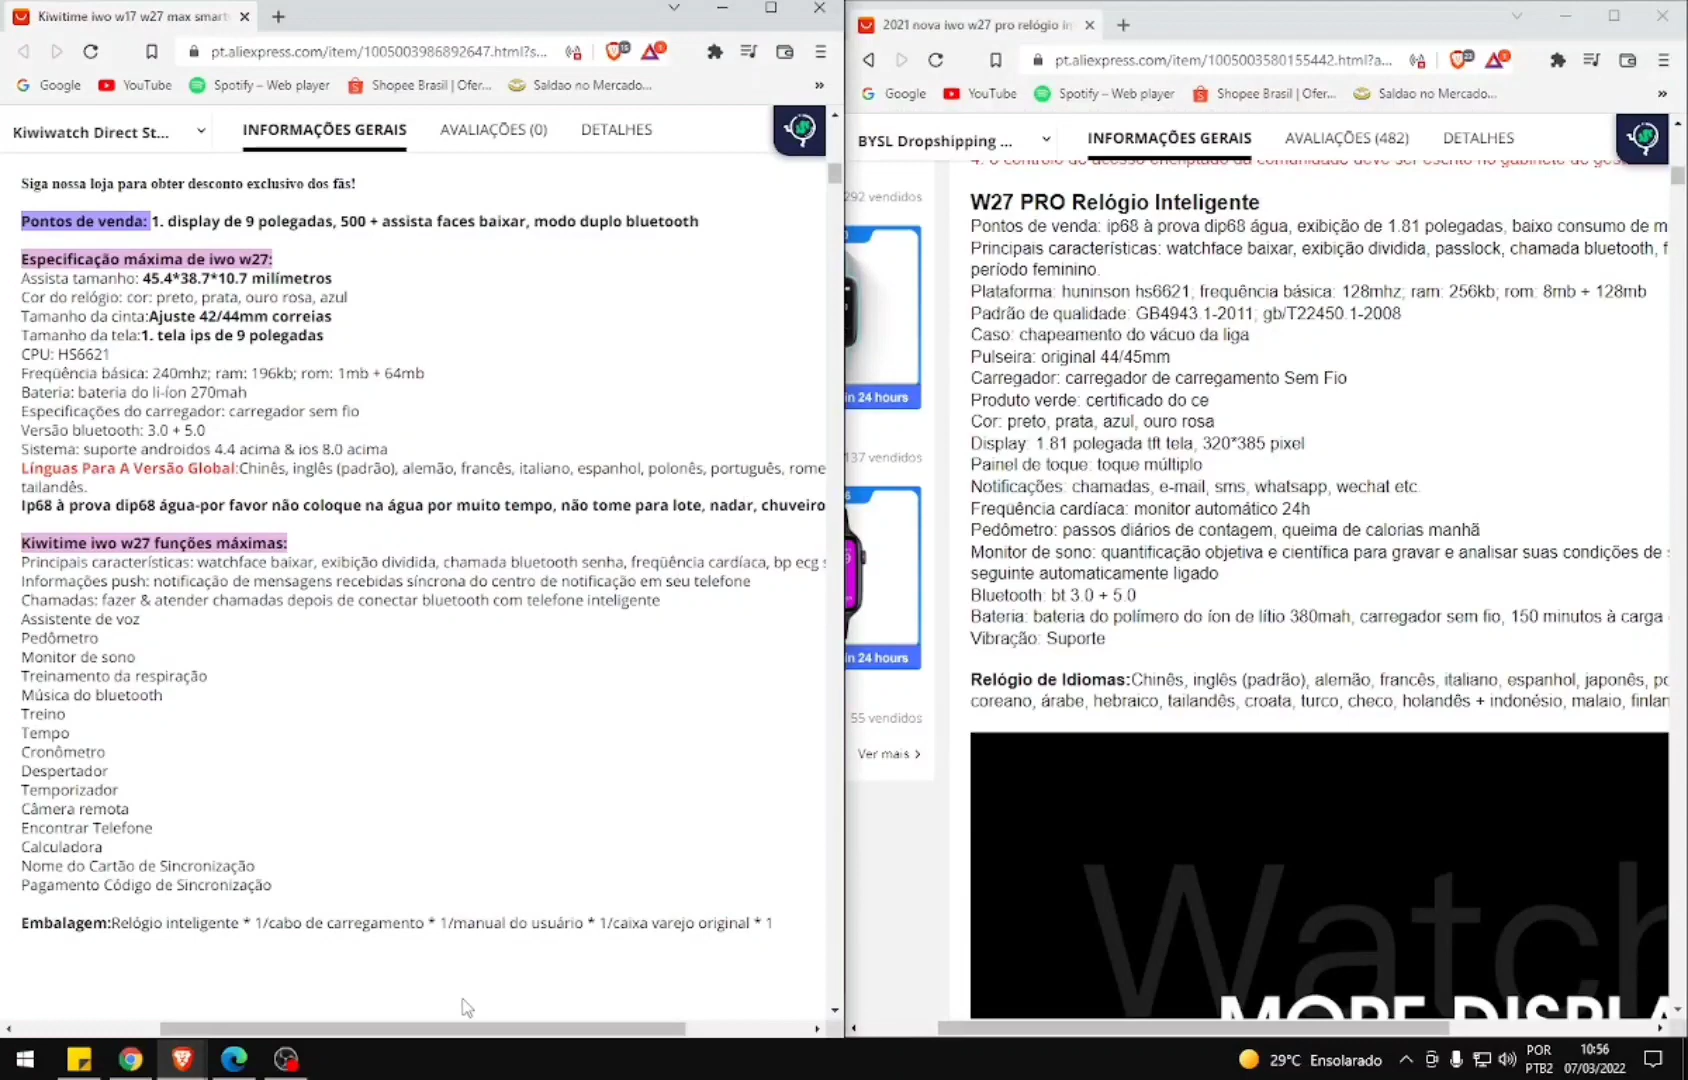 Kiwitime iwo w17 w27 max smart
pt.aliexpress.com/item/1005003986892647.html?s...
Google
YouTube
Spotify – Web player
Shopee Brasil | Ofer...
Saldao no Mercado...
»
Kiwiwatch Direct St...
INFORMAÇÕES GERAIS
AVALIAÇÕES (0)
DETALHES
Siga nossa loja para obter desconto exclusivo dos fãs!
Pontos de venda: 1. display de 9 polegadas, 500 + assista faces baixar, modo duplo bluetooth
Especificação máxima de iwo w27:
Assista tamanho: 45.4*38.7*10.7 milímetros
Cor do relógio: cor: preto, prata, ouro rosa, azul
Tamanho da cinta:Ajuste 42/44mm correias
Tamanho da tela:1. tela ips de 9 polegadas
CPU: HS6621
Freqüência básica: 240mhz; ram: 196kb; rom: 1mb + 64mb
Bateria: bateria do li-íon 270mah
Especificações do carregador: carregador sem fio
Versão bluetooth: 3.0 + 5.0
Sistema: suporte androidos 4.4 acima & ios 8.0 acima
Línguas Para A Versão Global:Chinês, inglês (padrão), alemão, francês, italiano, espanhol, polonês, português, rome
tailandês.
Ip68 à prova dip68 água-por favor não coloque na água por muito tempo, não tome para lote, nadar, chuveiro
Kiwitime iwo w27 funções máximas:
Principais características: watchface baixar, exibição dividida, chamada bluetooth senha, freqüência cardíaca, bp ecg s
Informações push: notificação de mensagens recebidas síncrona do centro de notificação em seu telefone
Chamadas: fazer & atender chamadas depois de conectar bluetooth com telefone inteligente
Assistente de voz
Pedômetro
Monitor de sono
Treinamento da respiração
Música do bluetooth
Treino
Tempo
Cronômetro
Despertador
Temporizador
Câmera remota
Encontrar Telefone
Calculadora
Nome do Cartão de Sincronização
Pagamento Código de Sincronização
Embalagem:Relógio inteligente * 1/cabo de carregamento * 1/manual do usuário * 1/caixa varejo original * 1
2021 nova iwo w27 pro relógio in
pt.aliexpress.com/item/1005003580155442.html?a...
Google
YouTube
Spotify – Web player
Shopee Brasil | Ofer...
Saldao no Mercado...
»
BYSL Dropshipping ...
INFORMAÇÕES GERAIS
AVALIAÇÕES (482)
DETALHES
4. o controlo de acesso encriptado da comunidade deve ser escrito no gabinete de ges
292 vendidos
in 24 hours
137 vendidos
in 24 hours
55 vendidos
Ver mais >
W27 PRO Relógio Inteligente
Pontos de venda: ip68 à prova dip68 água, exibição de 1.81 polegadas, baixo consumo de m
Principais características: watchface baixar, exibição dividida, passlock, chamada bluetooth, f
período feminino.
Plataforma: huninson hs6621, frequência básica: 128mhz; ram: 256kb; rom: 8mb + 128mb
Padrão de qualidade: GB4943.1-2011; gb/T22450.1-2008
Caso: chapeamento do vácuo da liga
Pulseira: original 44/45mm
Carregador: carregador de carregamento Sem Fio
Produto verde: certificado do ce
Cor: preto, prata, azul, ouro rosa
Display: 1.81 polegada tft tela, 320*385 pixel
Painel de toque: toque múltiplo
Notificações: chamadas, e-mail, sms, whatsapp, wechat etc.
Freqüência cardíaca: monitor automático 24h
Pedômetro: passos diários de contagem, queima de calorias manhã
Monitor de sono: quantificação objetiva e científica para gravar e analisar suas condições de s
seguinte automaticamente ligado
Bluetooth: bt 3.0 + 5.0
Bateria: bateria do polímero do íon de lítio 380mah, carregador sem fio, 150 minutos à carga
Vibração: Suporte
Relógio de Idiomas:Chinês, inglês (padrão), alemão, francês, italiano, espanhol, japonês, po
coreano, árabe, hebraico, tailandês, croata, turco, checo, holandês + indonésio, malaio, finlan
Watch
MORE DISPLA
29°C Ensolarado
POR
PTB2
10:56
07/03/2022